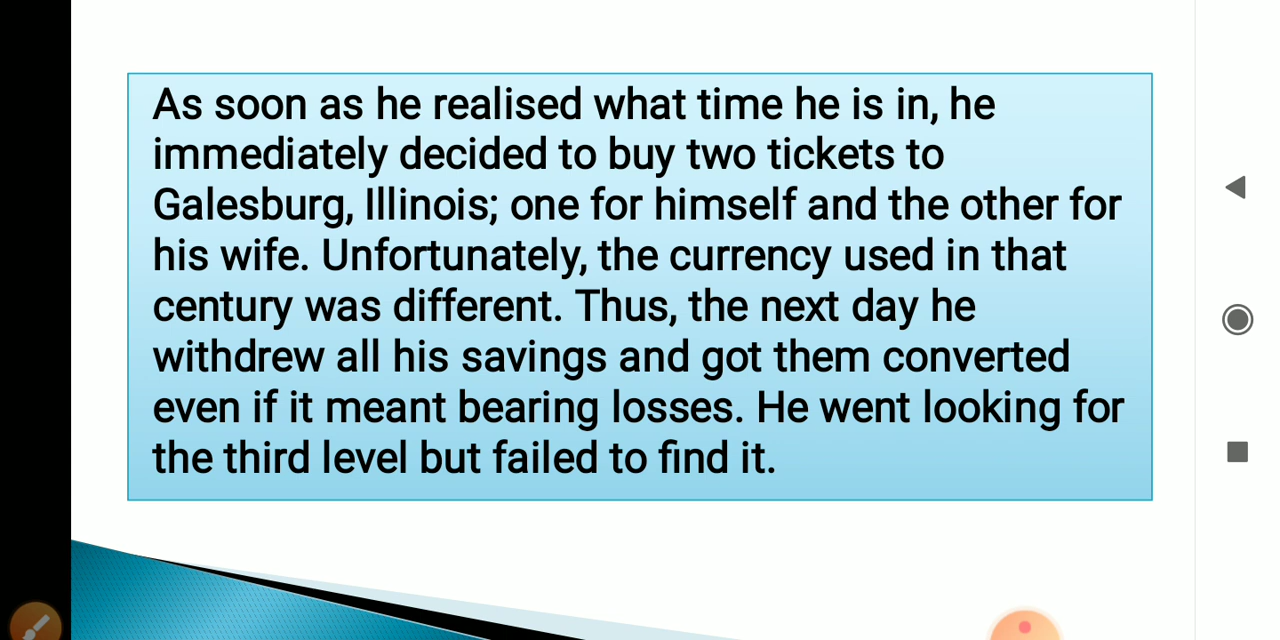 As soon as he realised what time he is in, he
immediately decided to buy two tickets to
Galesburg, Illinois; one for himself and the other for
his wife. Unfortunately, the currency used in that
century was different. Thus, the next day he
withdrew all his savings and got them converted
even if it meant bearing losses. He went looking for
the third level but failed to find it.